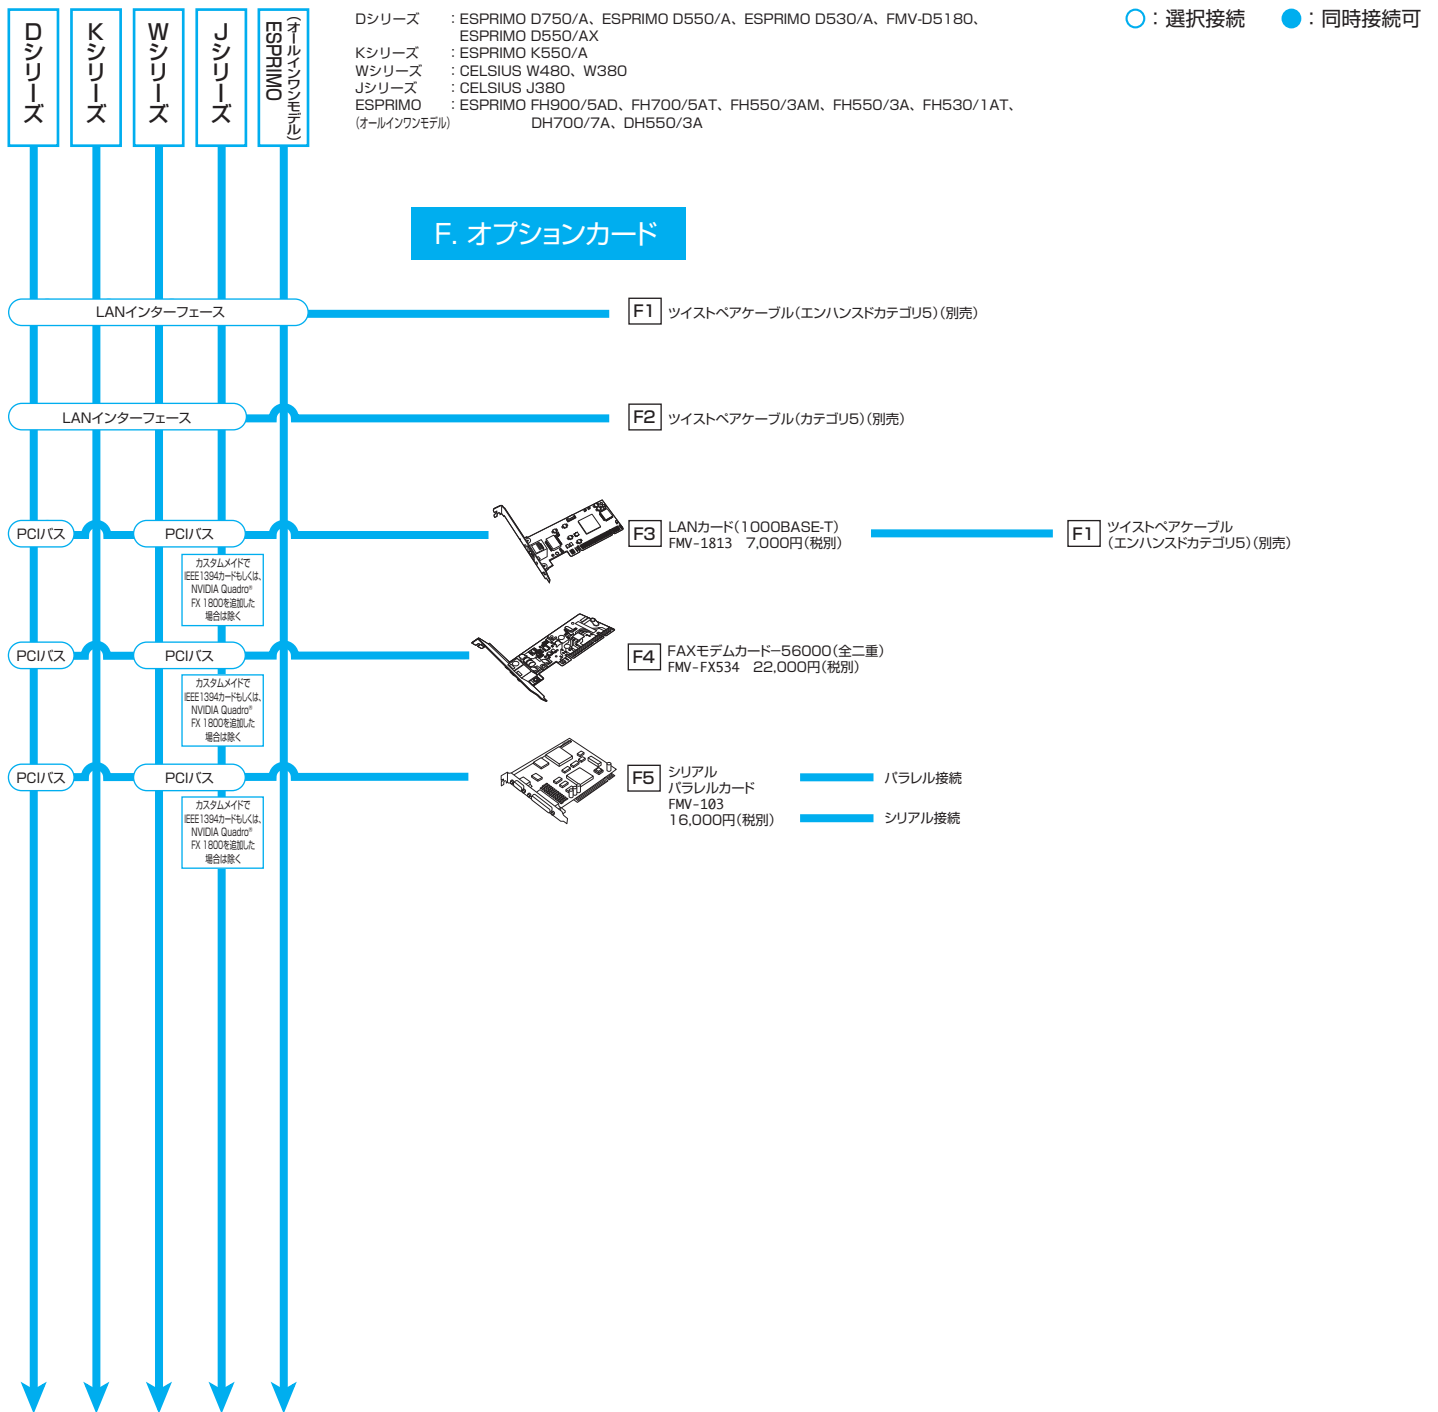 Dシリーズ
Kシリーズ
Wシリーズ
Jシリーズ
ESPRIMO
(オールインワンモデル)
Dシリーズ :ESPRIMO D750/A、ESPRIMO D550/A、ESPRIMO D530/A、FMV-D5180、
ESPRIMO D550/AX
Kシリーズ :ESPRIMO K550/A
Wシリーズ :CELSIUS W480、W380
Jシリーズ :CELSIUS J380
ESPRIMO :ESPRIMO FH900/5AD、FH700/5AT、FH550/3AM、FH550/3A、FH530/1AT、
(オールインワンモデル) DH700/7A、DH550/3A
○:選択接続 ●:同時接続可
F. オプションカード
LANインターフェース
F1 ツイストペアケーブル(エンハンスドカテゴリ5)(別売)
LANインターフェース
F2 ツイストペアケーブル(カテゴリ5)(別売)
PCIバス
PCIバス
カスタムメイドで
IEEE1394カードもしくは、
NVIDIA Quadro®
FX 1800を追加した
場合は除く
F3 LANカード(1000BASE-T)
FMV-1813 7,000円(税別)
F1 ツイストペアケーブル
(エンハンスドカテゴリ5)(別売)
PCIバス
PCIバス
カスタムメイドで
IEEE1394カードもしくは、
NVIDIA Quadro®
FX 1800を追加した
場合は除く
F4 FAXモデムカード−56000(全二重)
FMV-FX534 22,000円(税別)
PCIバス
PCIバス
カスタムメイドで
IEEE1394カードもしくは、
NVIDIA Quadro®
FX 1800を追加した
場合は除く
F5 シリアル
パラレルカード
FMV-103
16,000円(税別)
パラレル接続
シリアル接続